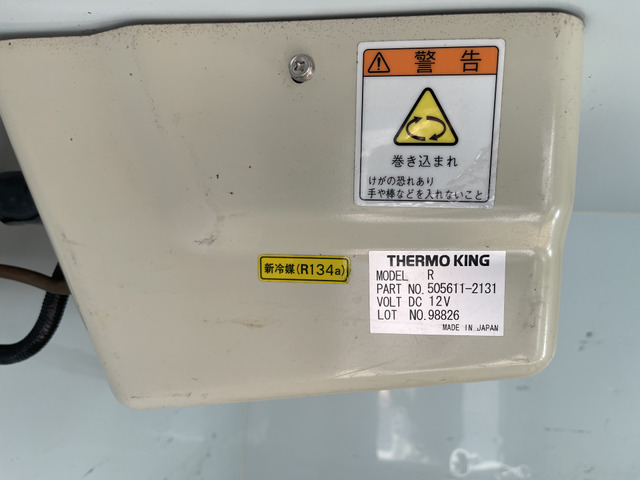 警告
巻き込まれ
けがの恐れあり
手や棒などを入れないこと
新冷媒(R134a)
THERMO KING
MODEL R
PART NO. 505611-2131
VOLT DC 12V
LOT NO. 98826
MADE IN JAPAN